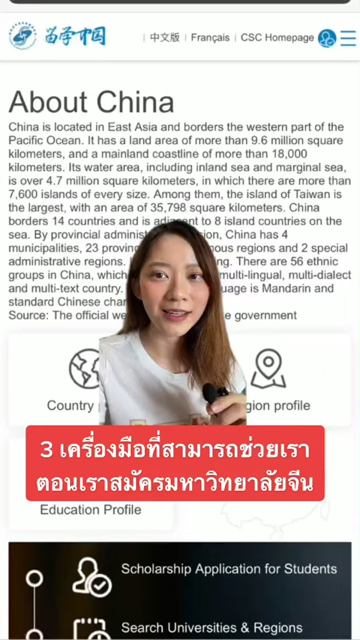 留学中国
中文版 | Français | CSC Homepage
About China
China is located in East Asia and borders the western part of the
Pacific Ocean. It has a land area of more than 9.6 million square
kilometers, and a mainland coastline of more than 18,000
kilometers. Its water area, including inland sea and marginal sea,
is over 4.7 million square kilometers, in which there are more than
7,600 islands of every size. Among them, the island of Taiwan is
the largest, with an area of 35,798 square kilometers. China
borders 14 countries and is adjacent to 8 island countries on the
sea. By provincial administ sion, China has 4
municipalities, 23 provin mous regions and 2 special
administrative regions. ng. There are 56 ethnic
groups in China, which multi-lingual, multi-dialect
and multi-text country. uage is Mandarin and
standard Chinese char
Source: The official we e government
Country gion profile
3 เครื่องมือที่สามารถช่วยเรา
ตอนเราสมัครมหาวิทยาลัยจีน
Education Profile
Scholarship Application for Students
Search Universities & Regions